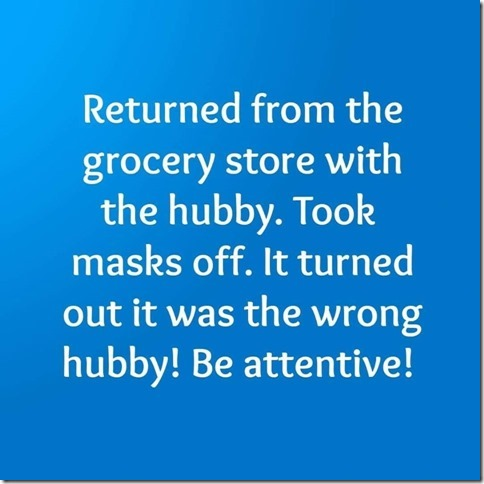 Returned from the
grocery store with
the hubby. Took
masks off. It turned
out it was the wrong
hubby! Be attentive!